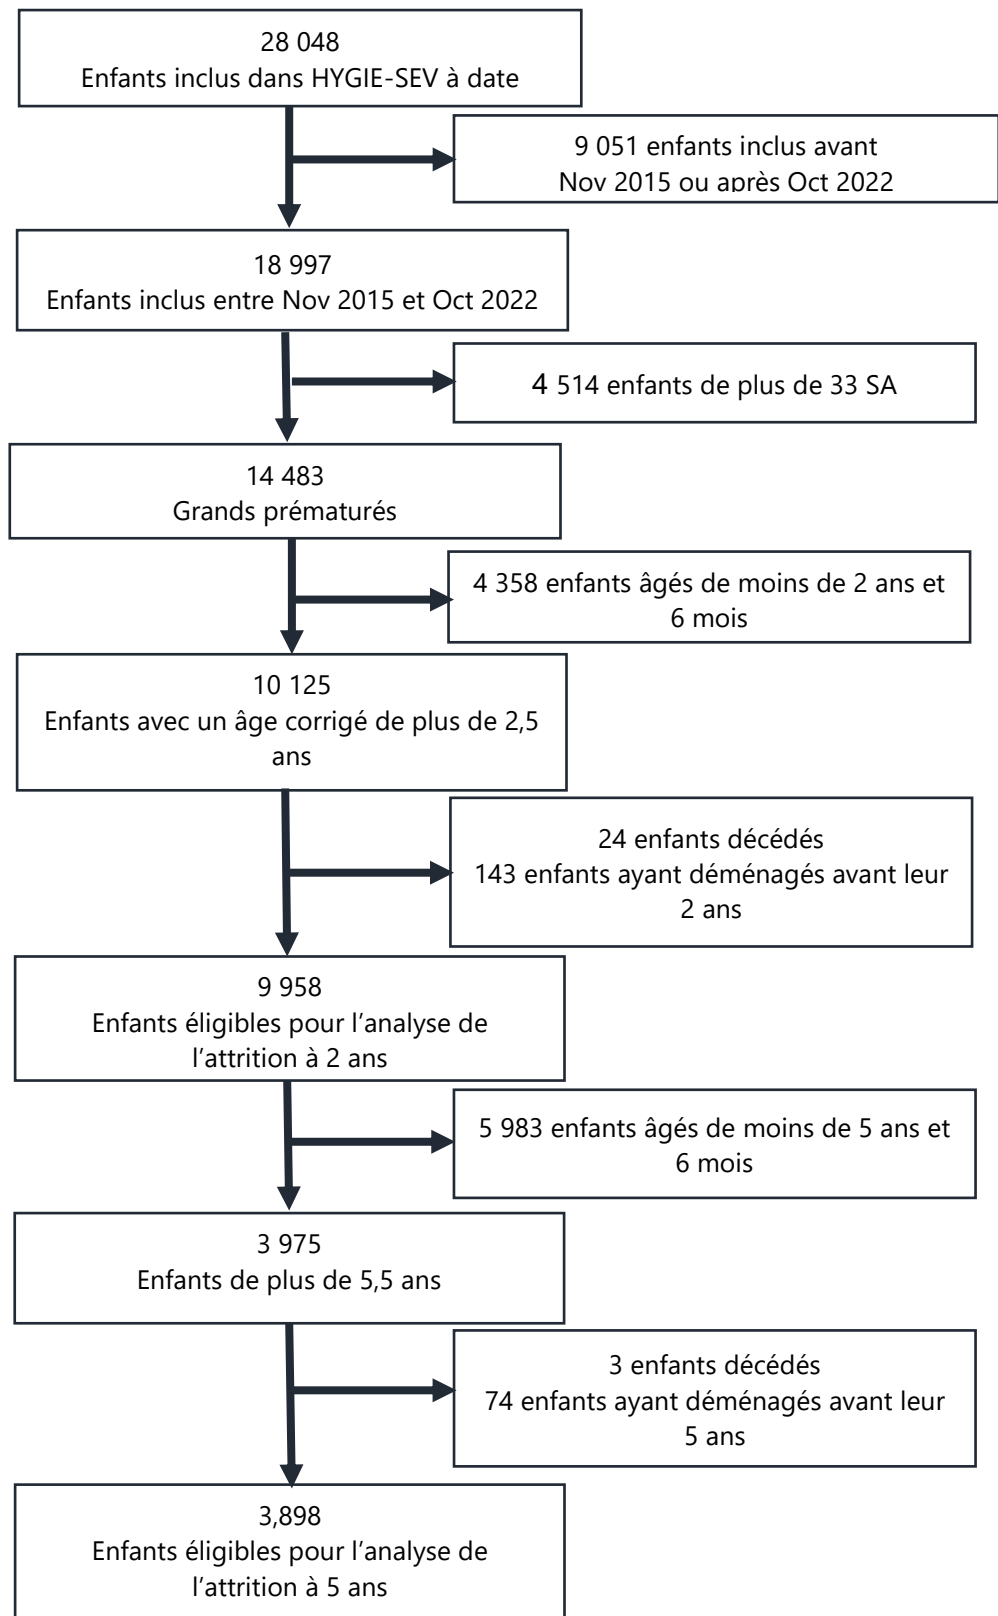 28 048
Enfants inclus dans HYGIE-SEV à date
9 051 enfants inclus avant
Nov 2015 ou après Oct 2022
18 997
Enfants inclus entre Nov 2015 et Oct 2022
4 514 enfants de plus de 33 SA
14 483
Grands prématurés
4 358 enfants âgés de moins de 2 ans et
6 mois
10 125
Enfants avec un âge corrigé de plus de 2,5
ans
24 enfants décédés
143 enfants ayant déménagés avant leur
2 ans
9 958
Enfants éligibles pour l’analyse de
l’attrition à 2 ans
5 983 enfants âgés de moins de 5 ans et
6 mois
3 975
Enfants de plus de 5,5 ans
3 enfants décédés
74 enfants ayant déménagés avant leur
5 ans
3,898
Enfants éligibles pour l’analyse de
l’attrition à 5 ans